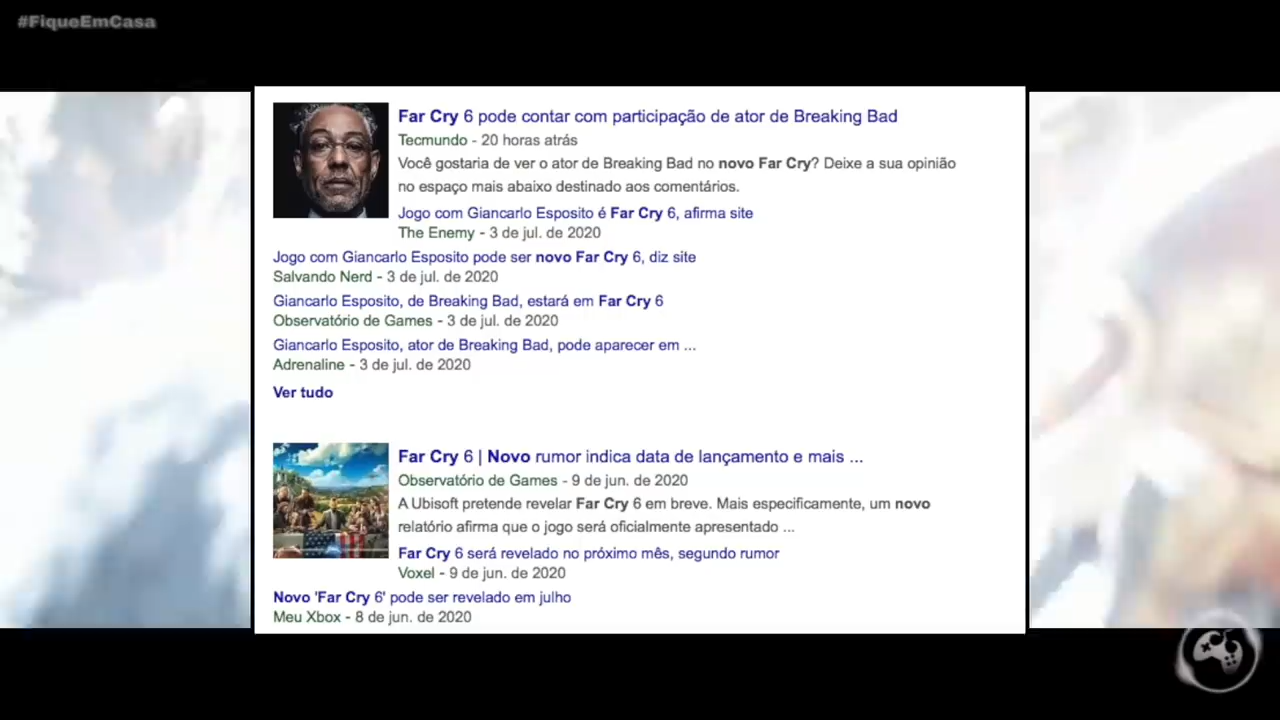 #FiqueEmCasa
Far Cry 6 pode contar com participação de ator de Breaking Bad
Tecmundo - 20 horas atrás
Você gostaria de ver o ator de Breaking Bad no novo Far Cry? Deixe a sua opinião
no espaço mais abaixo destinado aos comentários.
Jogo com Giancarlo Esposito é Far Cry 6, afirma site
The Enemy - 3 de jul. de 2020
Jogo com Giancarlo Esposito pode ser novo Far Cry 6, diz site
Salvando Nerd - 3 de jul. de 2020
Giancarlo Esposito, de Breaking Bad, estará em Far Cry 6
Observatório de Games - 3 de jul. de 2020
Giancarlo Esposito, ator de Breaking Bad, pode aparecer em ...
Adrenaline - 3 de jul. de 2020
Ver tudo
Far Cry 6 | Novo rumor indica data de lançamento e mais ...
Observatório de Games - 9 de jun. de 2020
A Ubisoft pretende revelar Far Cry 6 em breve. Mais especificamente, um novo
relatório afirma que o jogo será oficialmente apresentado ...
Far Cry 6 será revelado no próximo mês, segundo rumor
Voxel - 9 de jun. de 2020
Novo 'Far Cry 6' pode ser revelado em julho
Meu Xbox - 8 de jun. de 2020